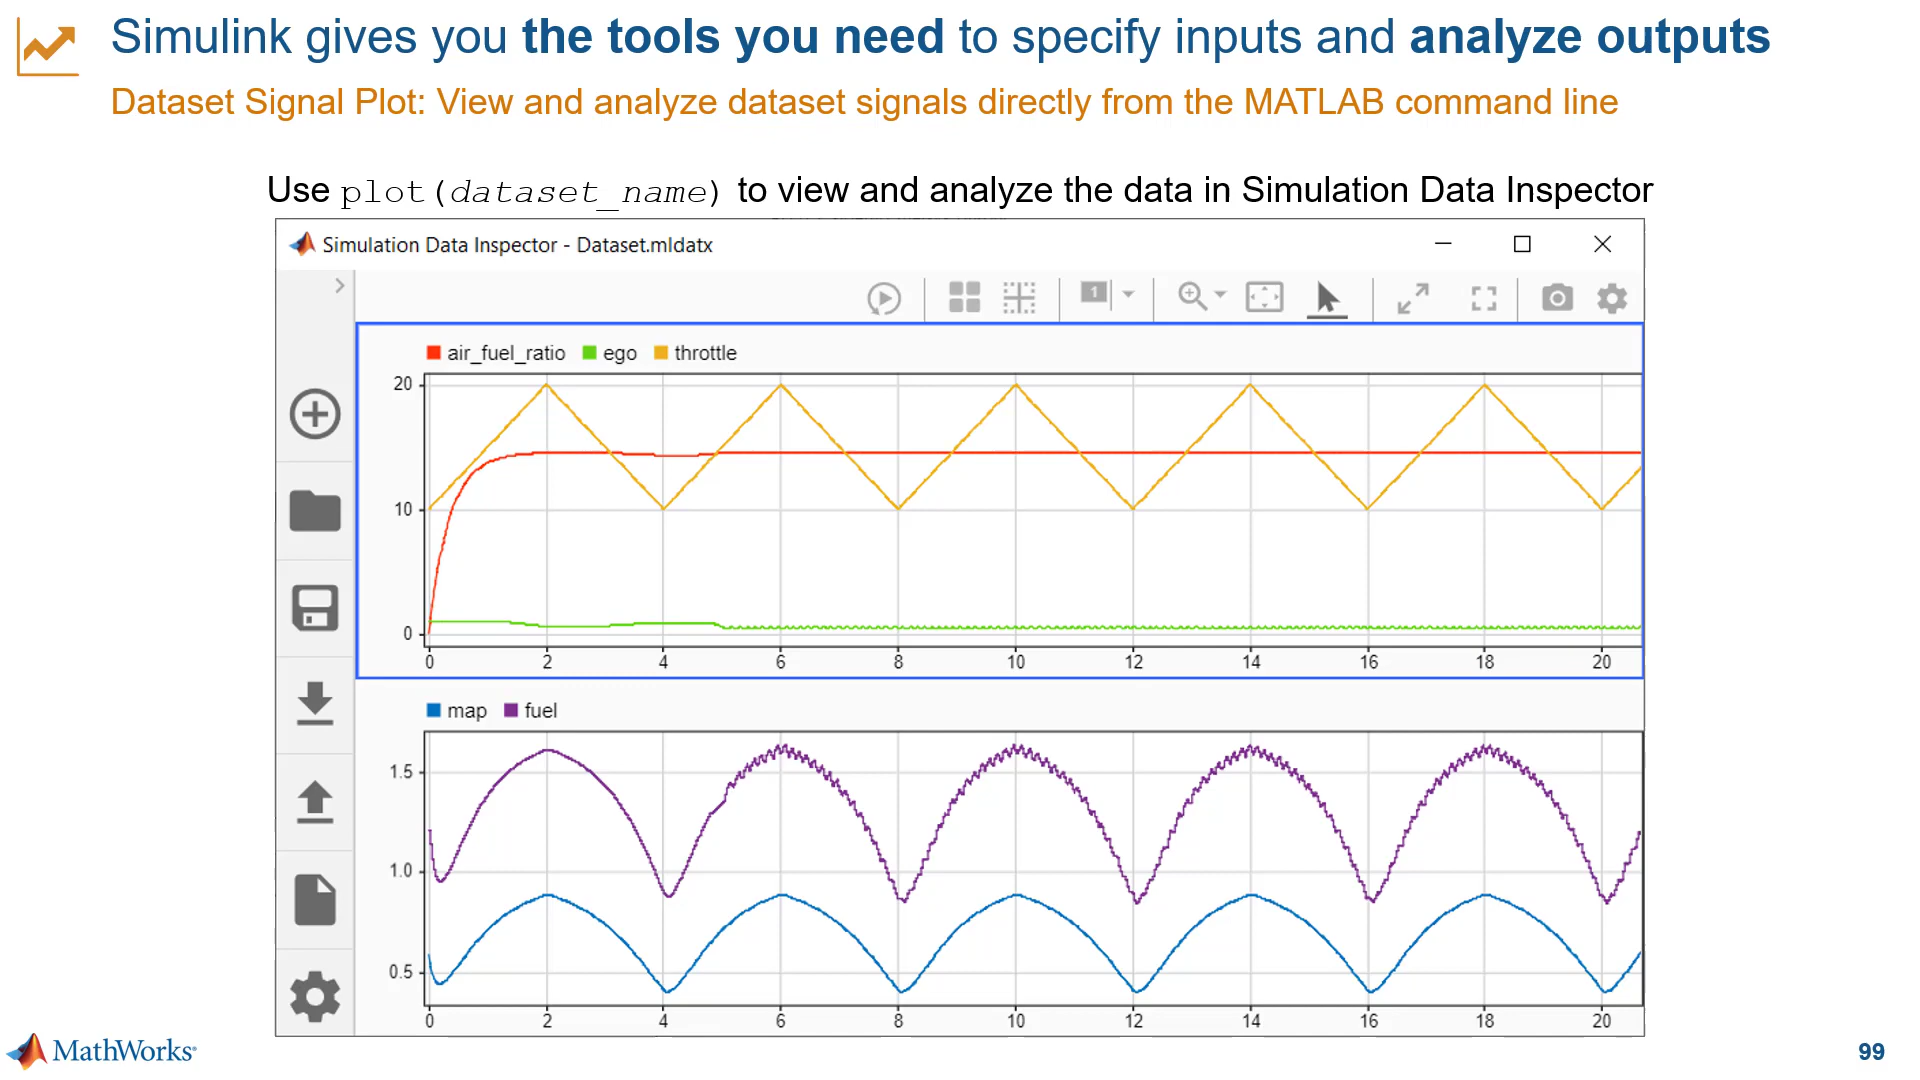 Simulink gives you the tools you need to specify inputs and analyze outputs
Dataset Signal Plot: View and analyze dataset signals directly from the MATLAB command line
Use plot(dataset_name) to view and analyze the data in Simulation Data Inspector
Simulation Data Inspector - Dataset.mldatx
1
air_fuel_ratio ego throttle
20
10
0
0 2 4 6 8 10 12 14 16 18 20
map fuel
1.5
1.0
0.5
0 2 4 6 8 10 12 14 16 18 20
MathWorks®
99